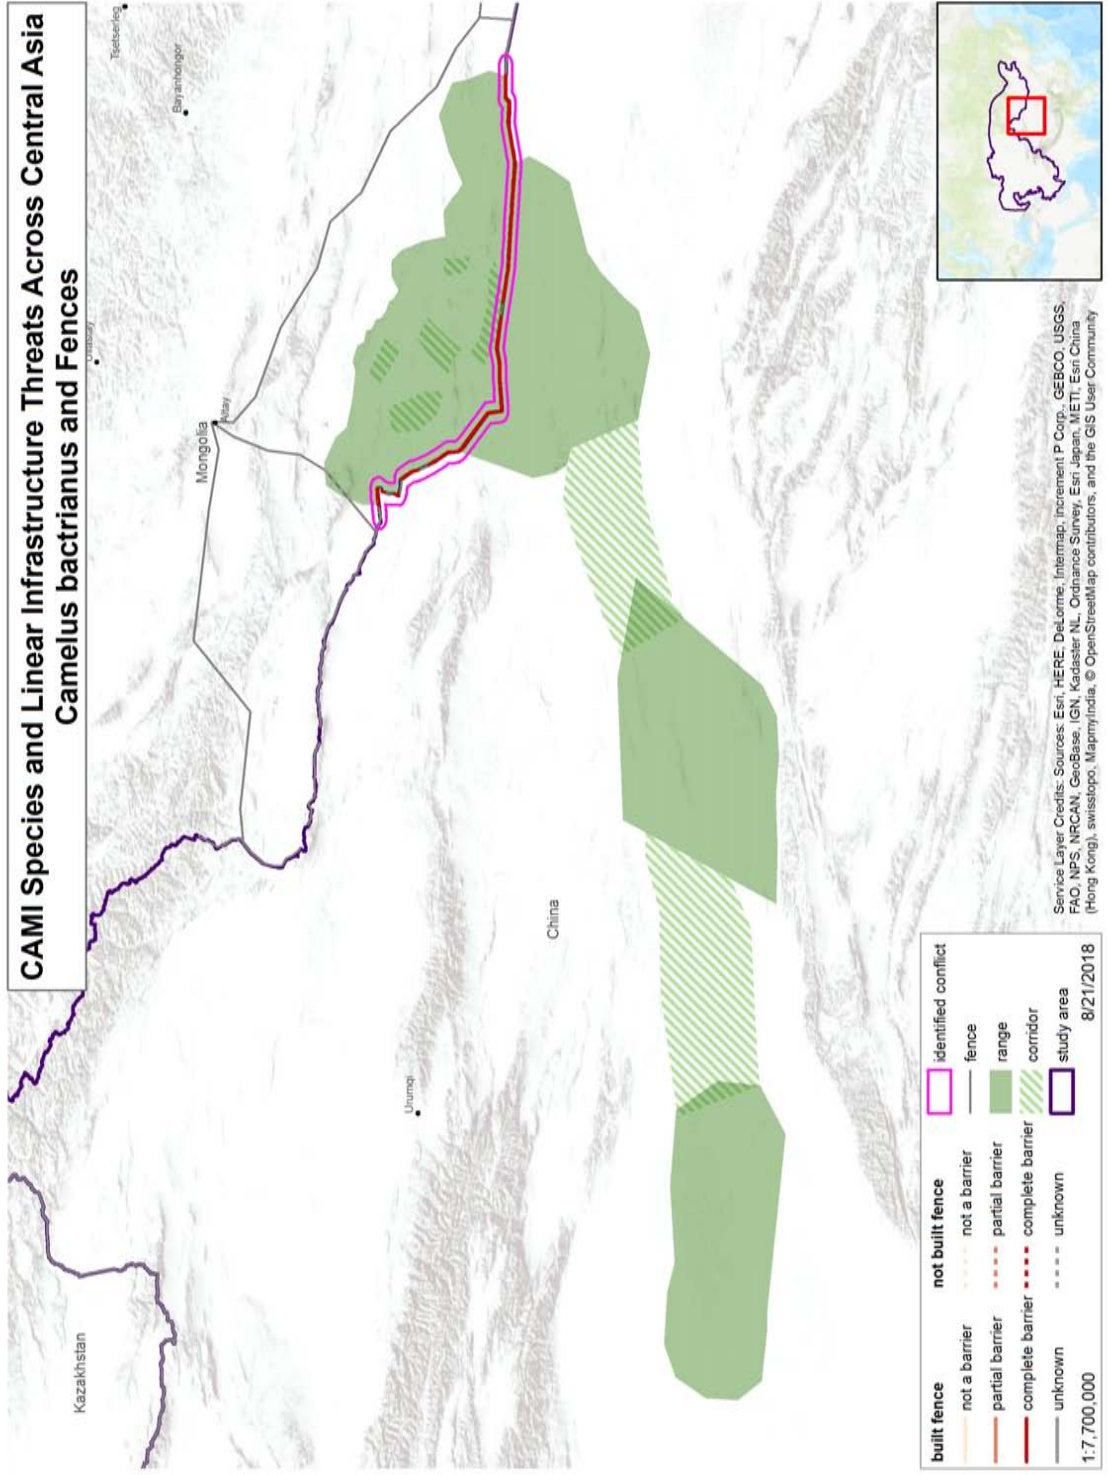 CAMI Species and Linear Infrastructure Threats Across Central Asia
Camelus bactrianus and Fences
Tsetserleg
Bayanhongor
Altay
Mongolia
Urumqi
China
Kazakhstan
built fence
not a barrier
partial barrier
complete barrier
unknown
not built fence
not a barrier
partial barrier
complete barrier
unknown
identified conflict
fence
range
corridor
study area
1:7,700,000
8/21/2018
Service Layer Credits: Sources: Esri, HERE, DeLorme, Intermap, increment P Corp., GEBCO, USGS,
FAO, NPS, NRCAN, GeoBase, IGN, Kadaster NL, Ordnance Survey, Esri Japan, METI, Esri China
(Hong Kong), swisstopo, MapmyIndia, © OpenStreetMap contributors, and the GIS User Community